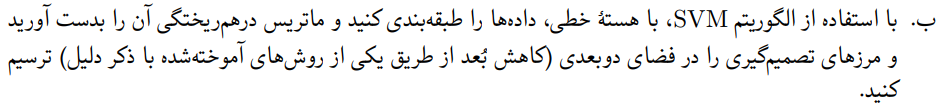 ب. با استفاده از الگوریتم SVM، با هستهٔ خطی، داده‌ها را طبقه‌بندی کنید و ماتریس درهم‌ریختگی آن را بدست آورید
و مرزهای تصمیم‌گیری را در فضای دوبعدی (کاهش بُعد از طریق یکی از روش‌های آموخته‌شده با ذکر دلیل) ترسیم
کنید.